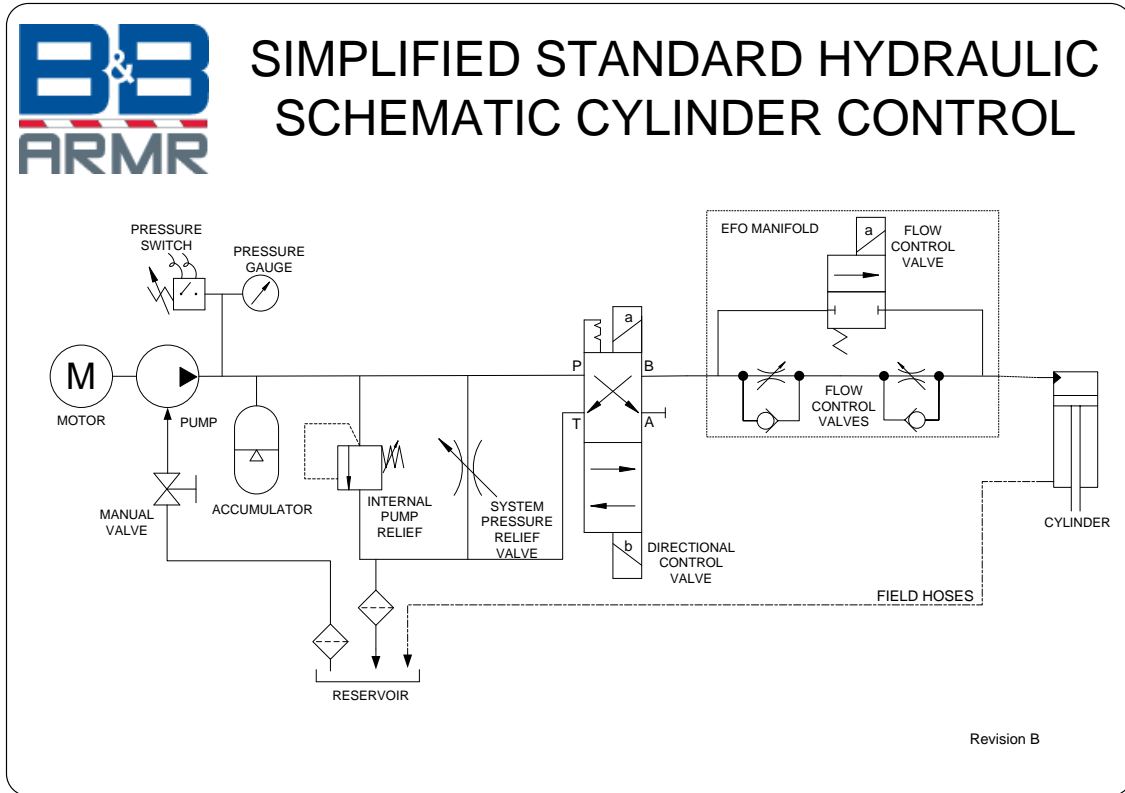 B&B
ARMR
SIMPLIFIED STANDARD HYDRAULIC
SCHEMATIC CYLINDER CONTROL
PRESSURE
SWITCH
PRESSURE
GAUGE
M
MOTOR
PUMP
MANUAL
VALVE
ACCUMULATOR
INTERNAL
PUMP
RELIEF
SYSTEM
PRESSURE
RELIEF
VALVE
a
P
B
T
A
b
DIRECTIONAL
CONTROL
VALVE
EFO MANIFOLD
a
FLOW
CONTROL
VALVE
FLOW
CONTROL
VALVES
CYLINDER
FIELD HOSES
RESERVOIR
Revision B